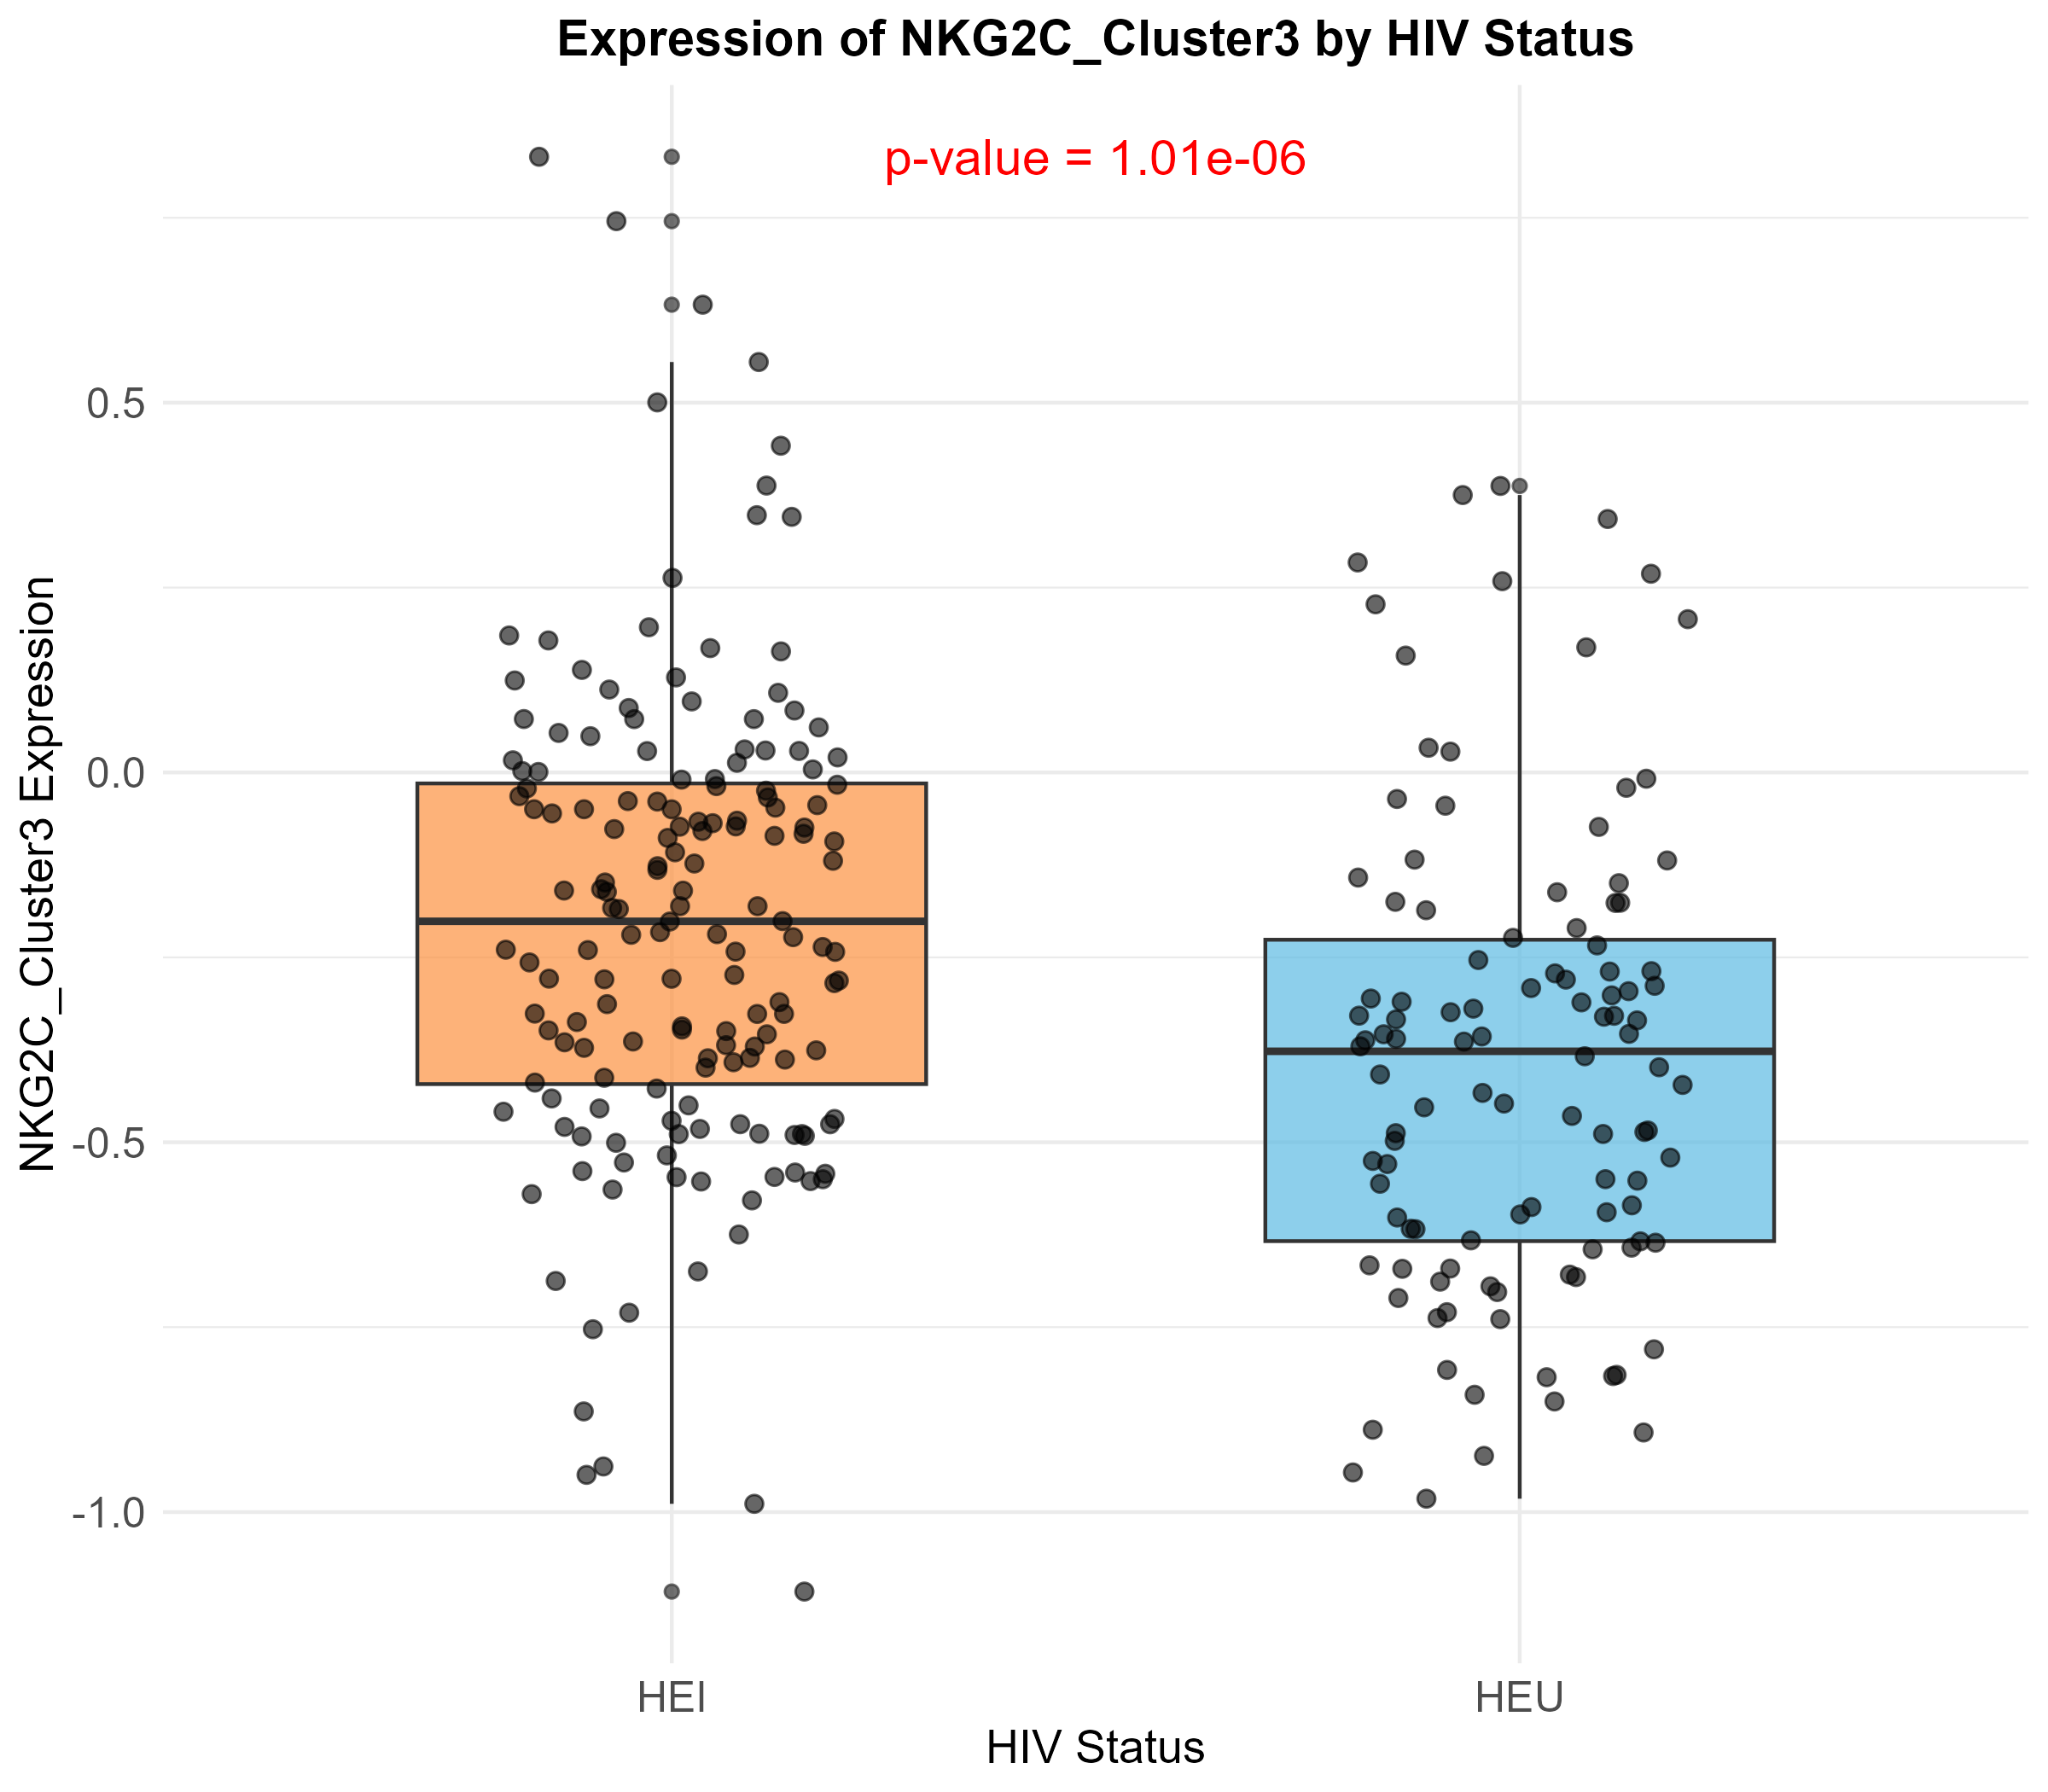 Expression of NKG2C_Cluster3 by HIV Status
p-value = 1.01e-06
NKG2C_Cluster3 Expression
0.5
0.0
-0.5
-1.0
HEI
HEU
HIV Status